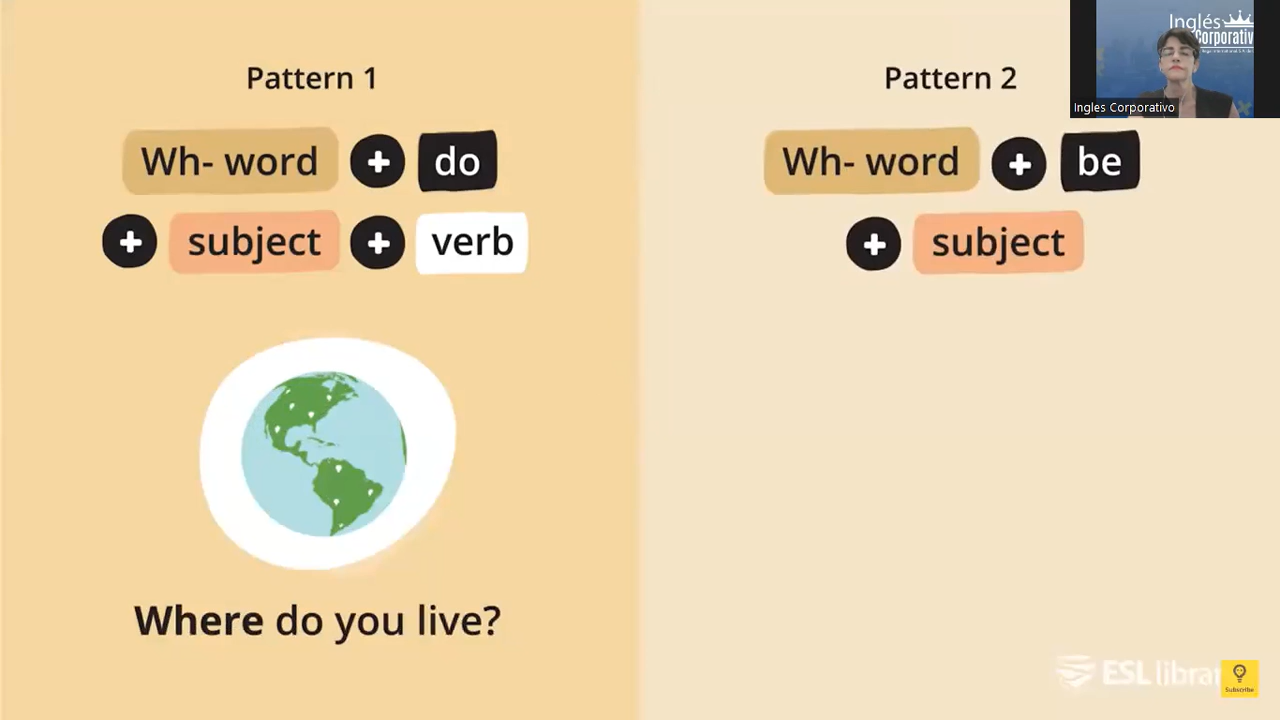 Pattern 1
Wh- word + do
+ subject + verb
Where do you live?
Pattern 2
Wh- word + be
+ subject
Inglés
Corporativ
Ingles Corporativo
ESL librar
Subscribe